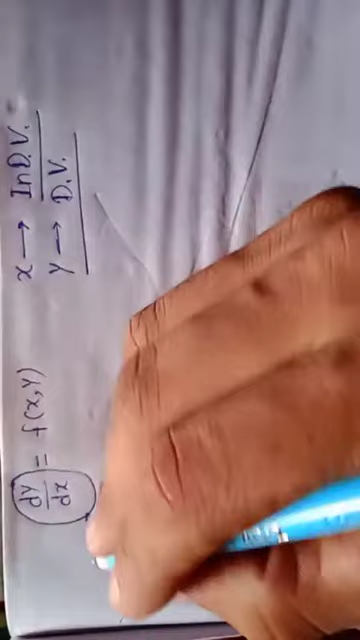 dy/dx = f(x,y)
x → InD.V.
y → D.V.